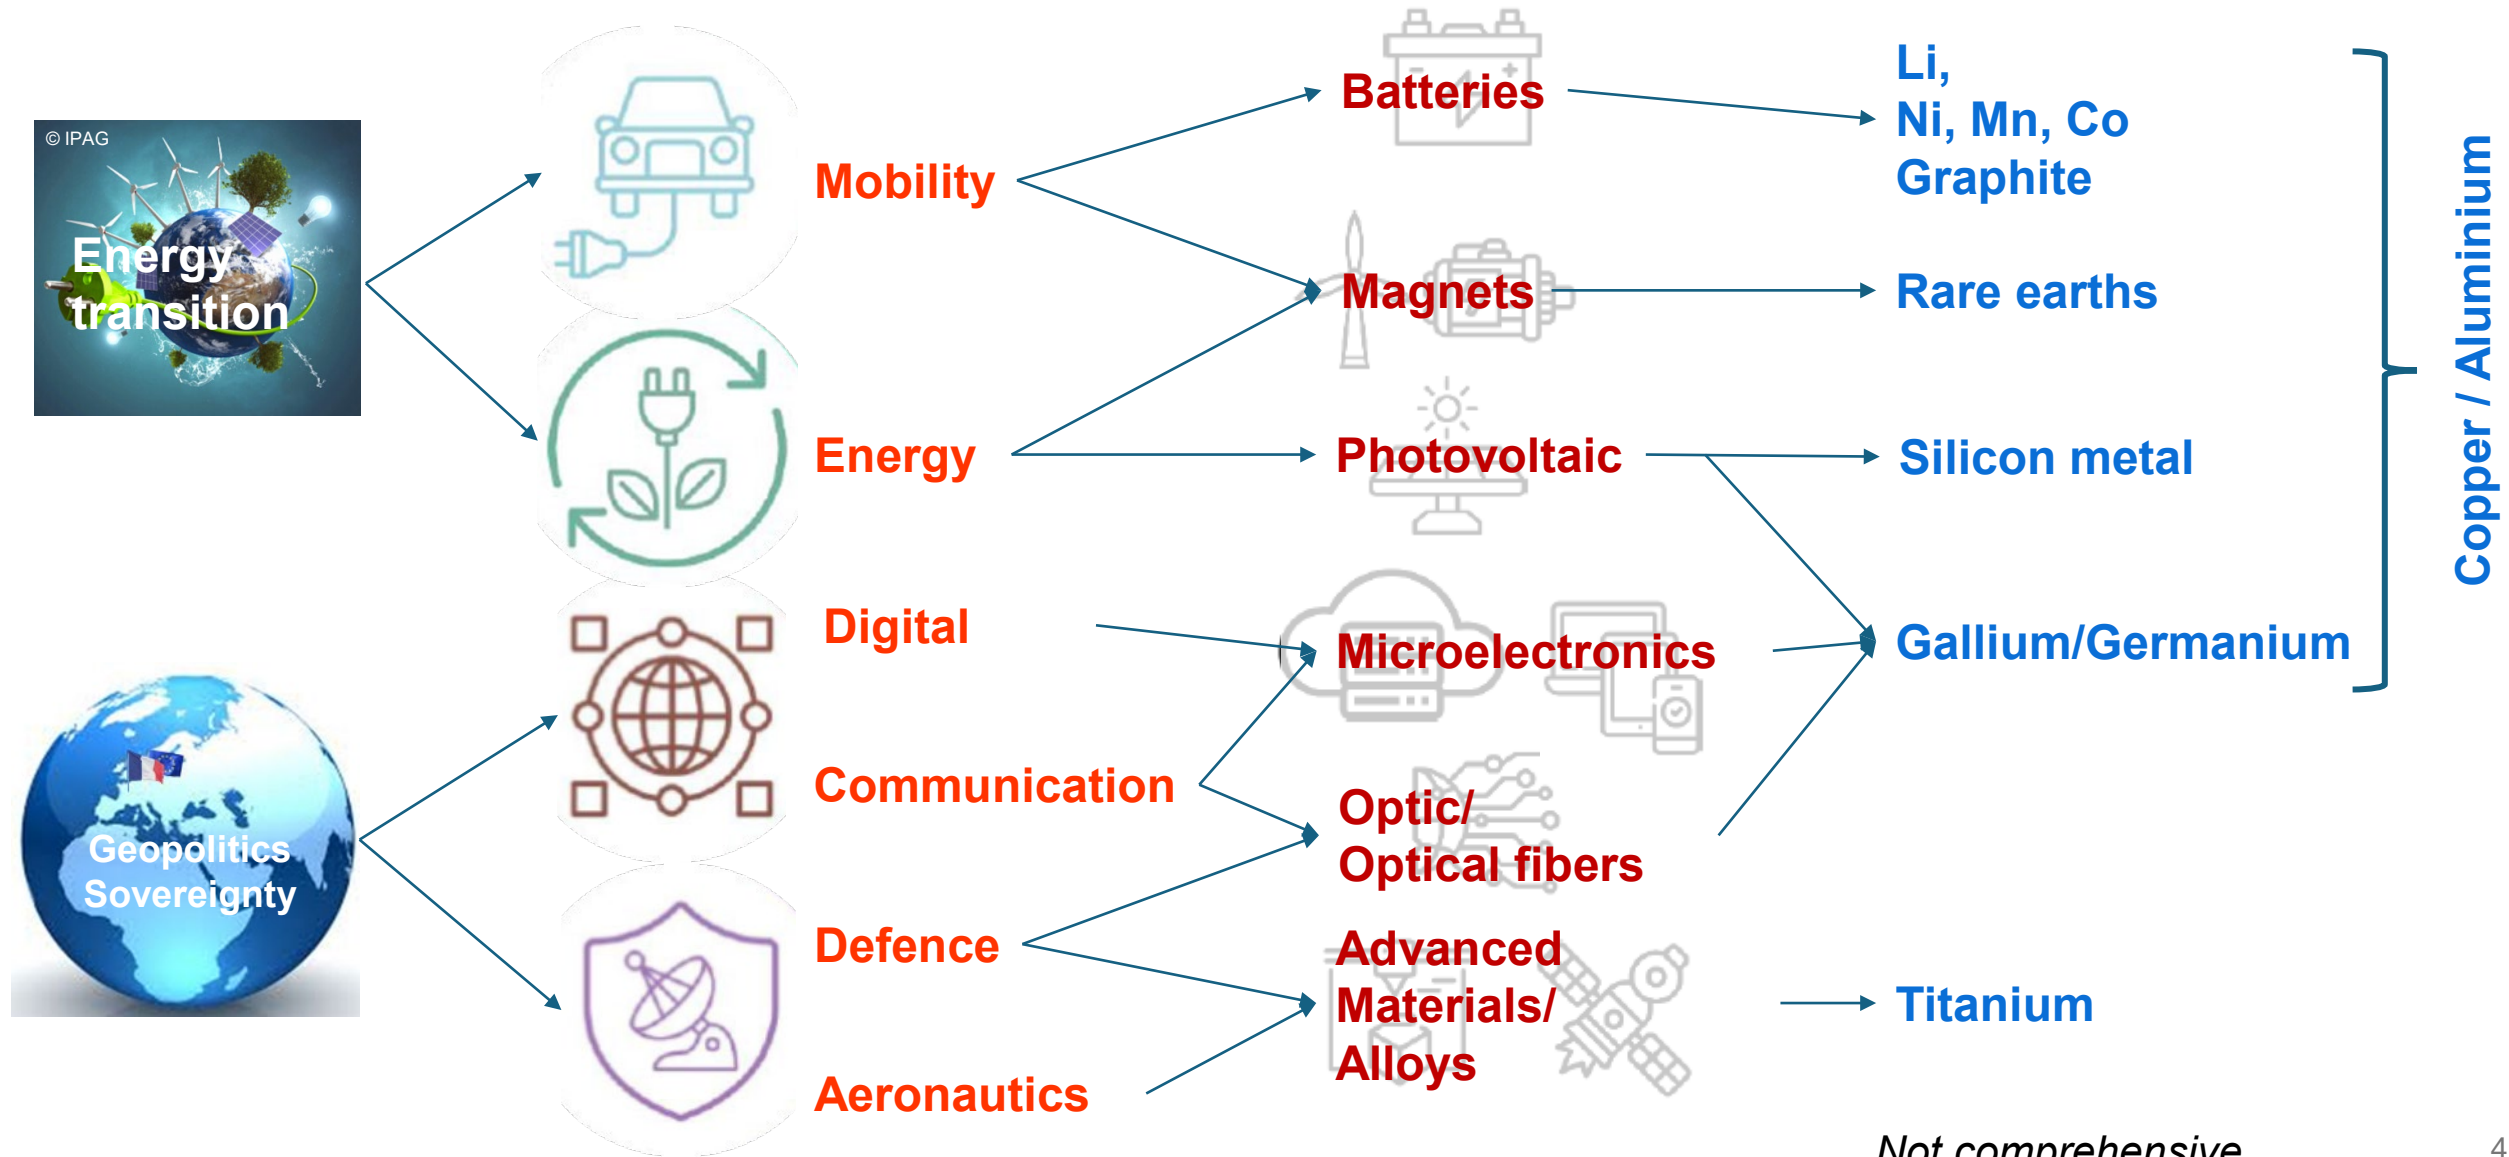 © IPAG
Energy
transition
Geopolitics
Sovereignty
Mobility
Energy
Digital
Communication
Defence
Aeronautics
Batteries
Magnets
Photovoltaic
Microelectronics
Optic/
Optical fibers
Advanced
Materials/
Alloys
Li,
Ni, Mn, Co
Graphite
Rare earths
Silicon metal
Gallium/Germanium
Titanium
Copper / Aluminium
Not comprehensive
4